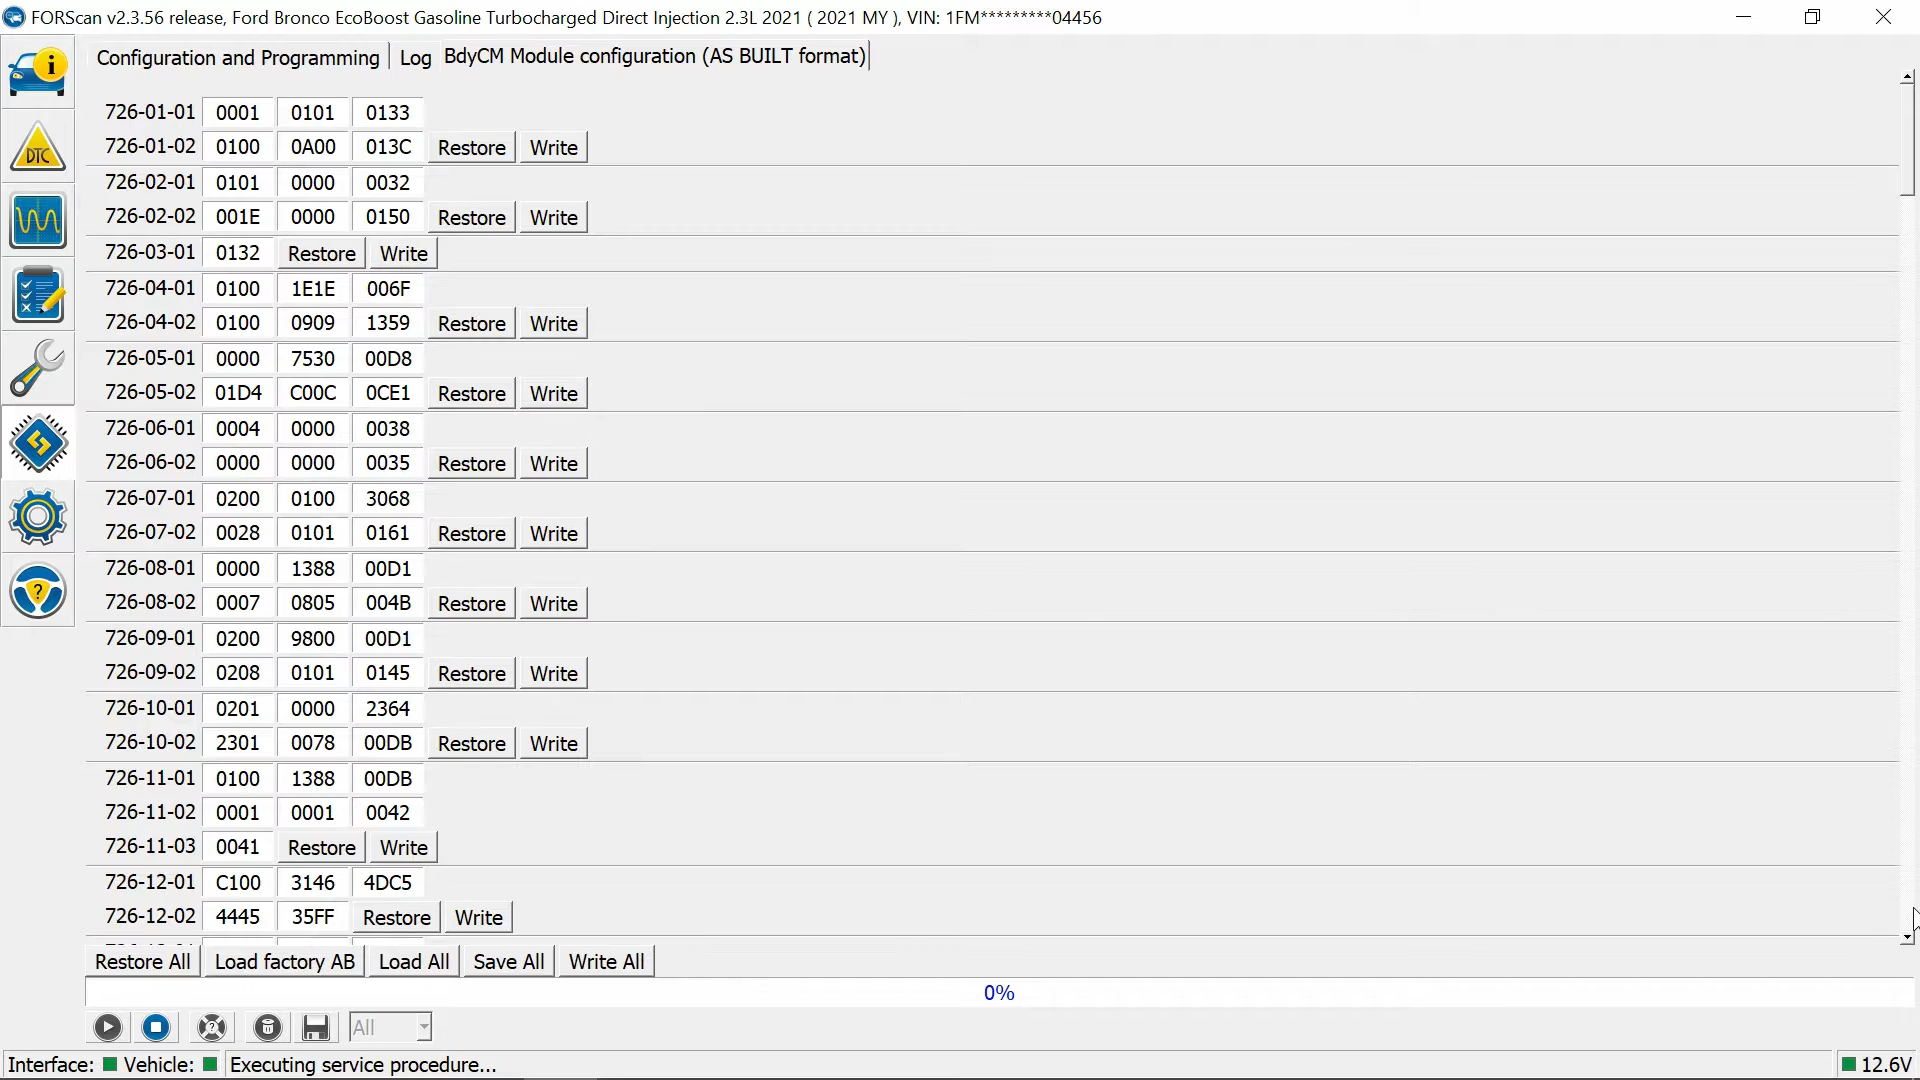 FORScan v2.3.56 release, Ford Bronco EcoBoost Gasoline Turbocharged Direct Injection 2.3L 2021 ( 2021 MY ), VIN: 1FM*********04456
Configuration and Programming Log BdyCM Module configuration (AS BUILT format)
726-01-01 0001 0101 0133
726-01-02 0100 0A00 013C Restore Write
726-02-01 0101 0000 0032
726-02-02 001E 0000 0150 Restore Write
726-03-01 0132 Restore Write
726-04-01 0100 1E1E 006F
726-04-02 0100 0909 1359 Restore Write
726-05-01 0000 7530 00D8
726-05-02 01D4 C00C 0CE1 Restore Write
726-06-01 0004 0000 0038
726-06-02 0000 0000 0035 Restore Write
726-07-01 0200 0100 3068
726-07-02 0028 0101 0161 Restore Write
726-08-01 0000 1388 00D1
726-08-02 0007 0805 004B Restore Write
726-09-01 0200 9800 00D1
726-09-02 0208 0101 0145 Restore Write
726-10-01 0201 0000 2364
726-10-02 2301 0078 00DB Restore Write
726-11-01 0100 1388 00DB
726-11-02 0001 0001 0042
726-11-03 0041 Restore Write
726-12-01 C100 3146 4DC5
726-12-02 4445 35FF Restore Write
Restore All Load factory AB Load All Save All Write All
0%
All
Interface: Vehicle: Executing service procedure... 12.6V
DTC